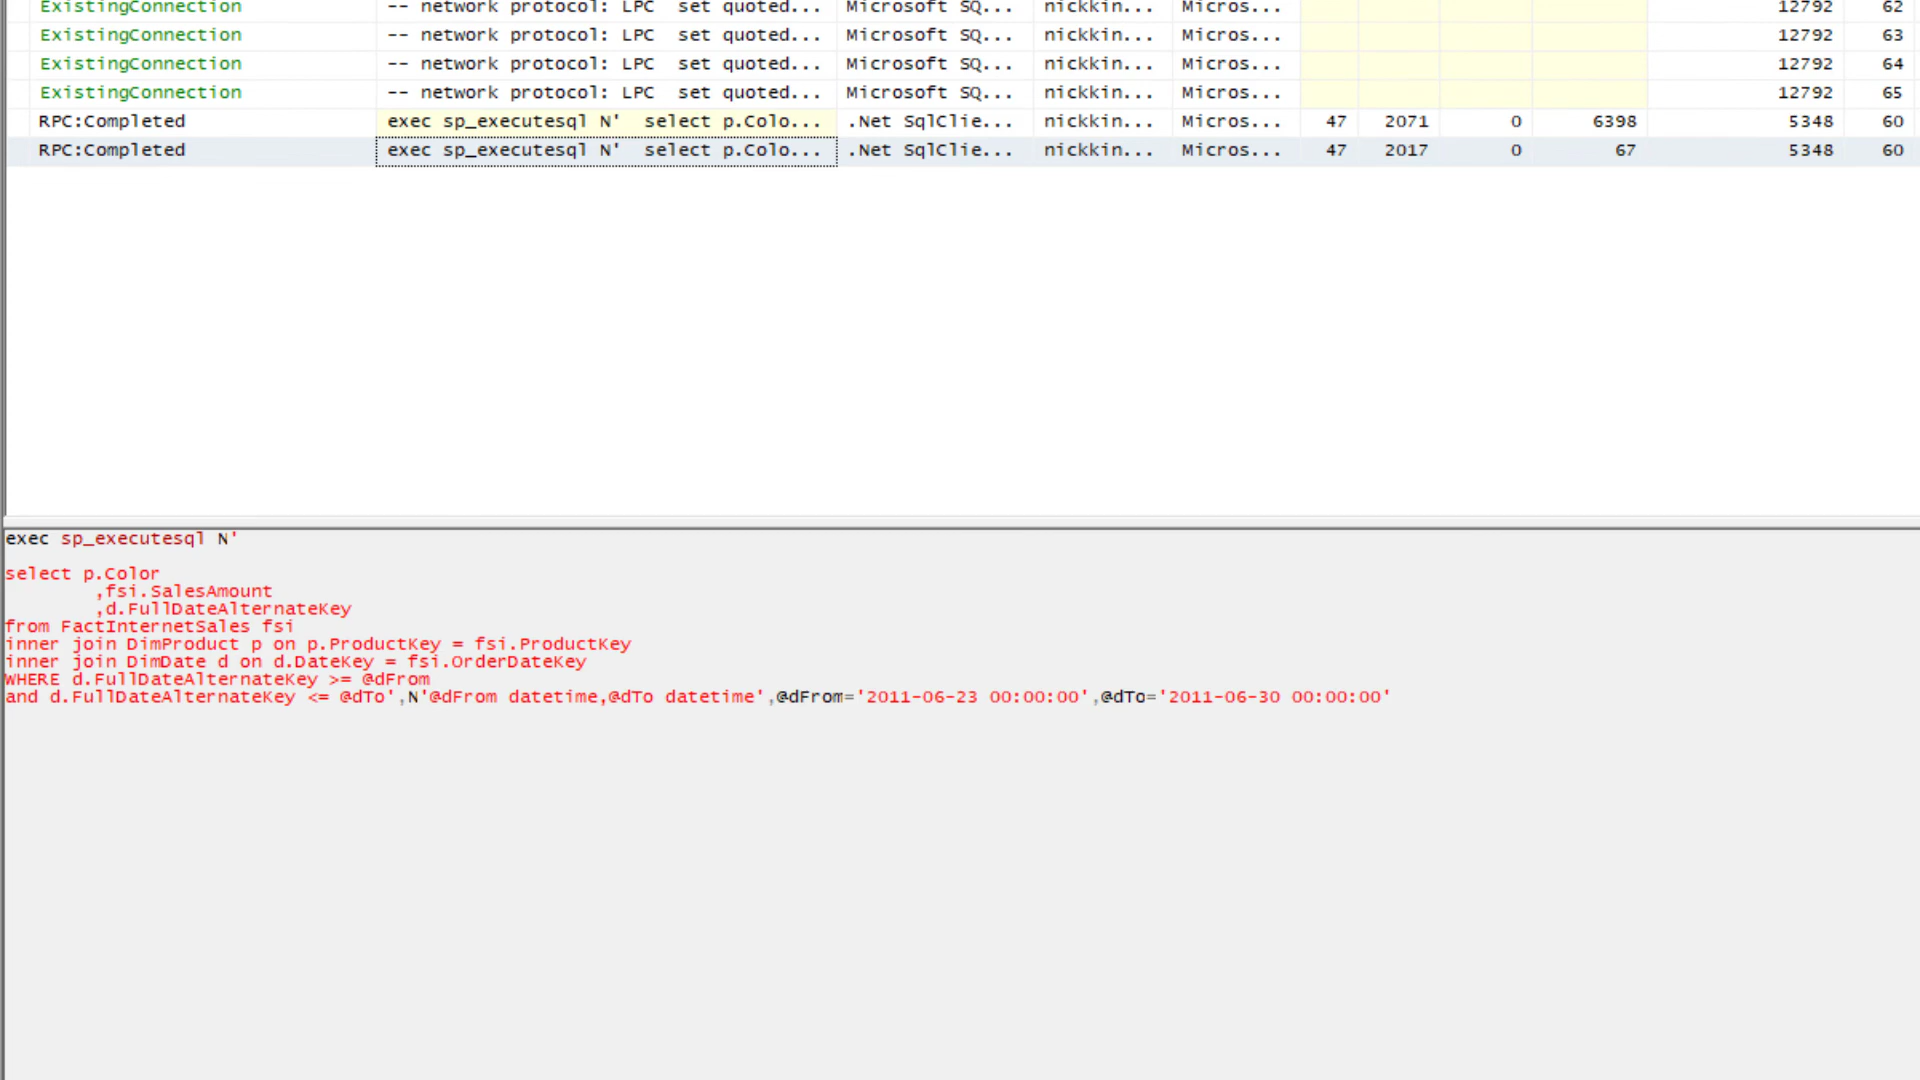 ExistingConnection -- network protocol: LPC  set quoted... Microsoft SQ... nickkin... Micros... 12792 62
ExistingConnection -- network protocol: LPC  set quoted... Microsoft SQ... nickkin... Micros... 12792 63
ExistingConnection -- network protocol: LPC  set quoted... Microsoft SQ... nickkin... Micros... 12792 64
ExistingConnection -- network protocol: LPC  set quoted... Microsoft SQ... nickkin... Micros... 12792 65
RPC:Completed exec sp_executesql N'  select p.Colo... .Net SqlClie... nickkin... Micros... 47 2071 0 6398 5348 60
RPC:Completed exec sp_executesql N'  select p.Colo... .Net SqlClie... nickkin... Micros... 47 2017 0 67 5348 60
exec sp_executesql N'
select p.Color
,fsi.SalesAmount
,d.FullDateAlternateKey
from FactInternetSales fsi
inner join DimProduct p on p.ProductKey = fsi.ProductKey
inner join DimDate d on d.DateKey = fsi.OrderDateKey
WHERE d.FullDateAlternateKey >= @dFrom
and d.FullDateAlternateKey <= @dTo',N'@dFrom datetime,@dTo datetime',@dFrom='2011-06-23 00:00:00',@dTo='2011-06-30 00:00:00'